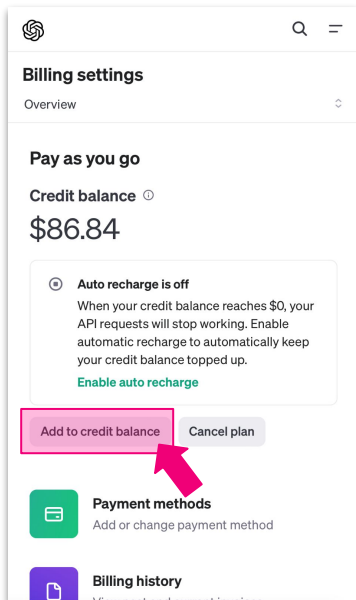 Billing settings
Overview
Pay as you go
Credit balance
$86.84
Auto recharge is off
When your credit balance reaches $0, your
API requests will stop working. Enable
automatic recharge to automatically keep
your credit balance topped up.
Enable auto recharge
Add to credit balance
Cancel plan
Payment methods
Add or change payment method
Billing history